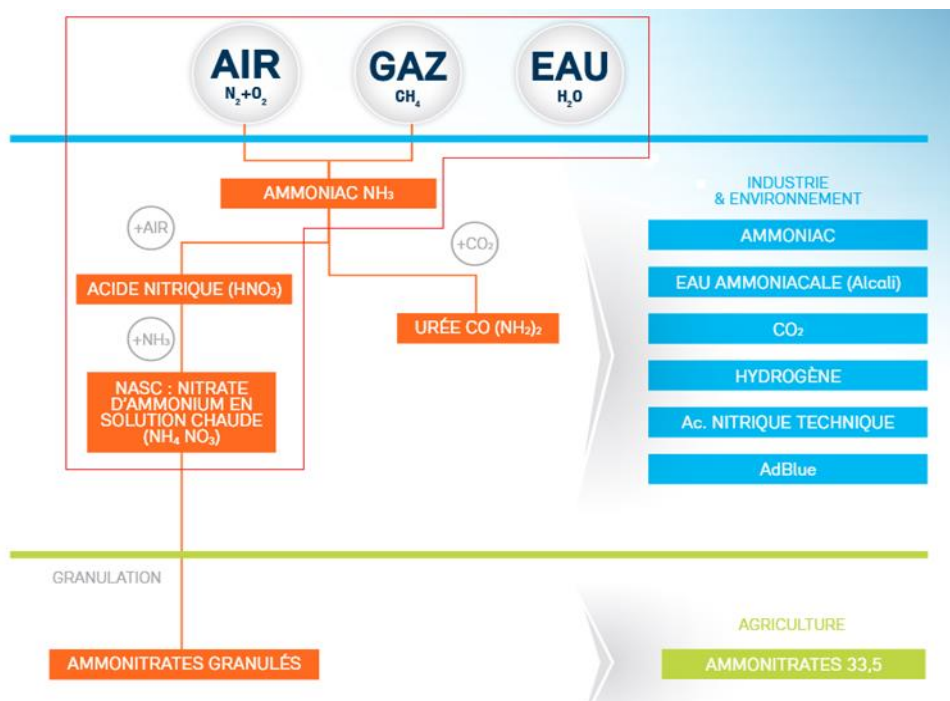 AIR
N₂+O₂
GAZ
CH₄
EAU
H₂O
AMMONIAC NH₃
+AIR
+CO₂
ACIDE NITRIQUE (HNO₃)
URÉE CO (NH₂)₂
+NH₃
NASC : NITRATE
D'AMMONIUM EN
SOLUTION CHAUDE
(NH₄ NO₃)
INDUSTRIE
& ENVIRONNEMENT
AMMONIAC
EAU AMMONIACALE (Alcali)
CO₂
HYDROGÈNE
Ac. NITRIQUE TECHNIQUE
AdBlue
GRANULATION
AMMONITRATES GRANULÉS
AGRICULTURE
AMMONITRATES 33,5